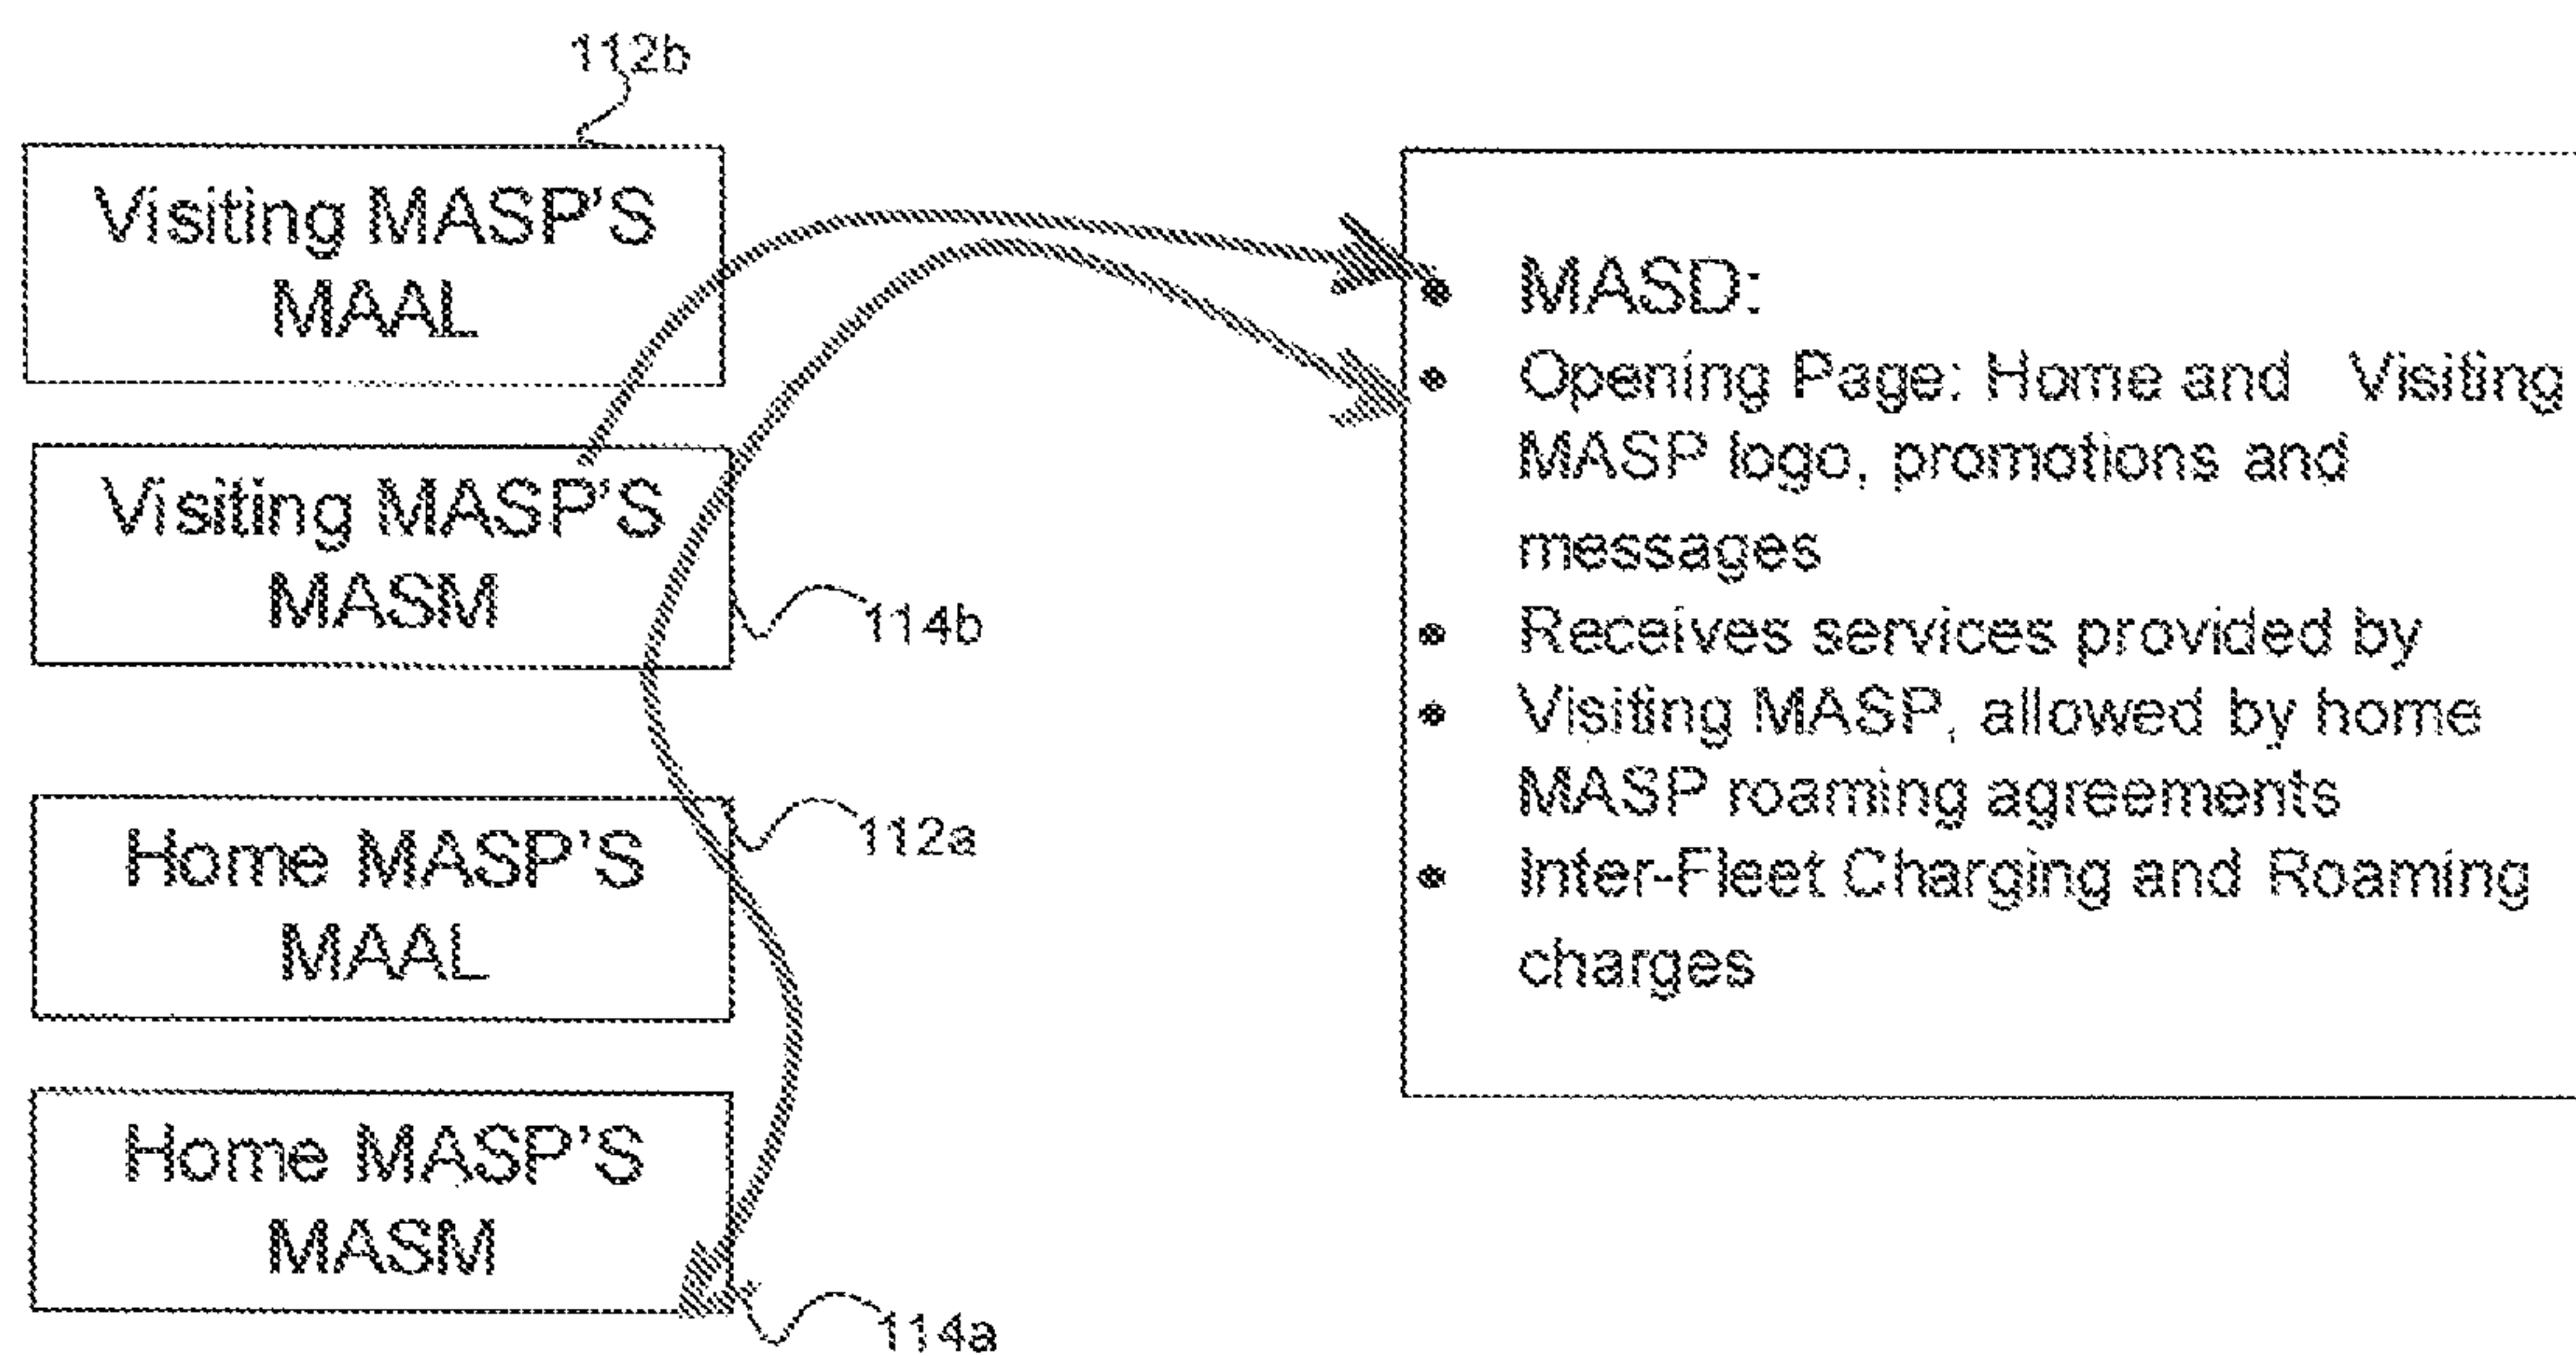 112b
Visiting MASP'S
MAAL
Visiting MASP'S
MASM
114b
Home MASP'S
MAAL
112a
Home MASP'S
MASM
114a
• MASD:
• Opening Page: Home and Visiting
MASP logo, promotions and
messages
• Receives services provided by
• Visiting MASP, allowed by home
MASP roaming agreements
• Inter-Fleet Charging and Roaming
charges